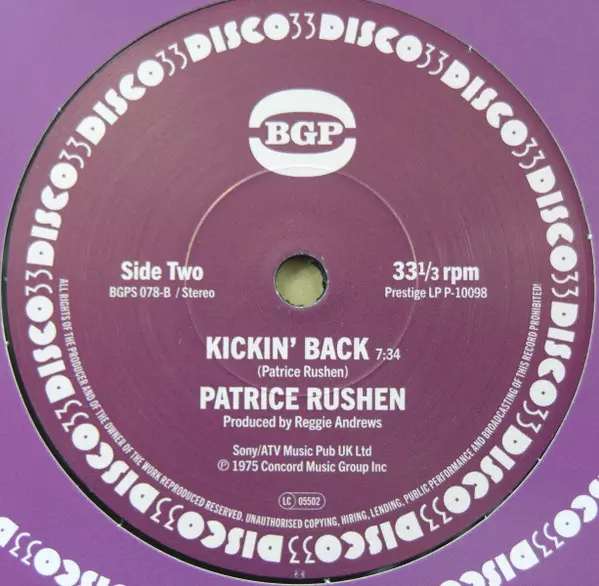 DISCO33DISCO33DISCO33DISCO33DISCO33DISCO33DISCO33DISCO33DISCO33DISCO33DISCO33
BGP
Side Two
BGPS 078-B / Stereo
33⅓ rpm
Prestige LP P-10098
KICKIN' BACK 7:34
(Patrice Rushen)
PATRICE RUSHEN
Produced by Reggie Andrews
Sony/ATV Music Pub UK Ltd
℗ 1975 Concord Music Group Inc
LC 05502
ALL RIGHTS OF THE PRODUCER AND OF THE OWNER OF THE WORK REPRODUCED RESERVED. UNAUTHORISED COPYING, HIRING, LENDING, PUBLIC PERFORMANCE AND BROADCASTING OF THIS RECORD PROHIBITED!